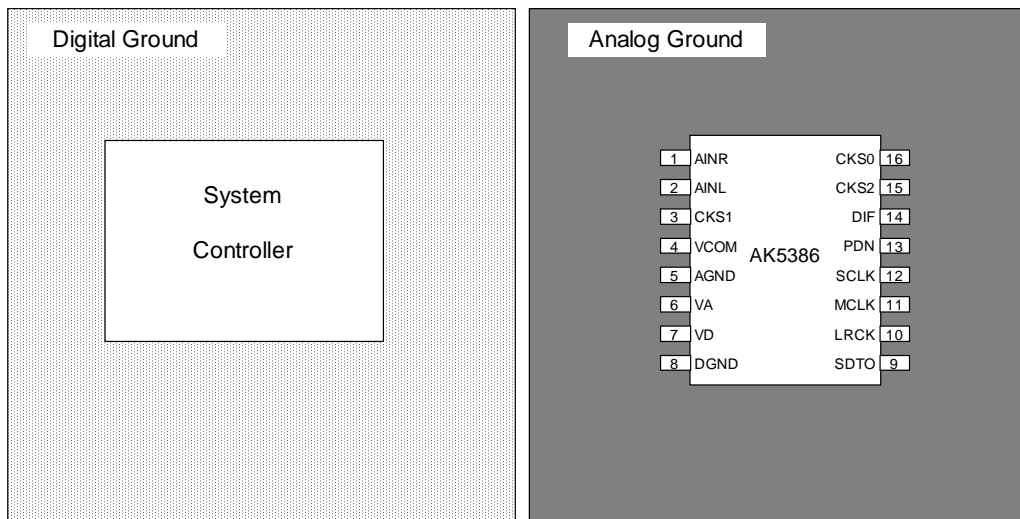 Digital Ground
Analog Ground
System
Controller
1 AINR
2 AINL
3 CKS1
4 VCOM
5 AGND
6 VA
7 VD
8 DGND
AK5386
CKS0 16
CKS2 15
DIF 14
PDN 13
SCLK 12
MCLK 11
LRCK 10
SDTO 9